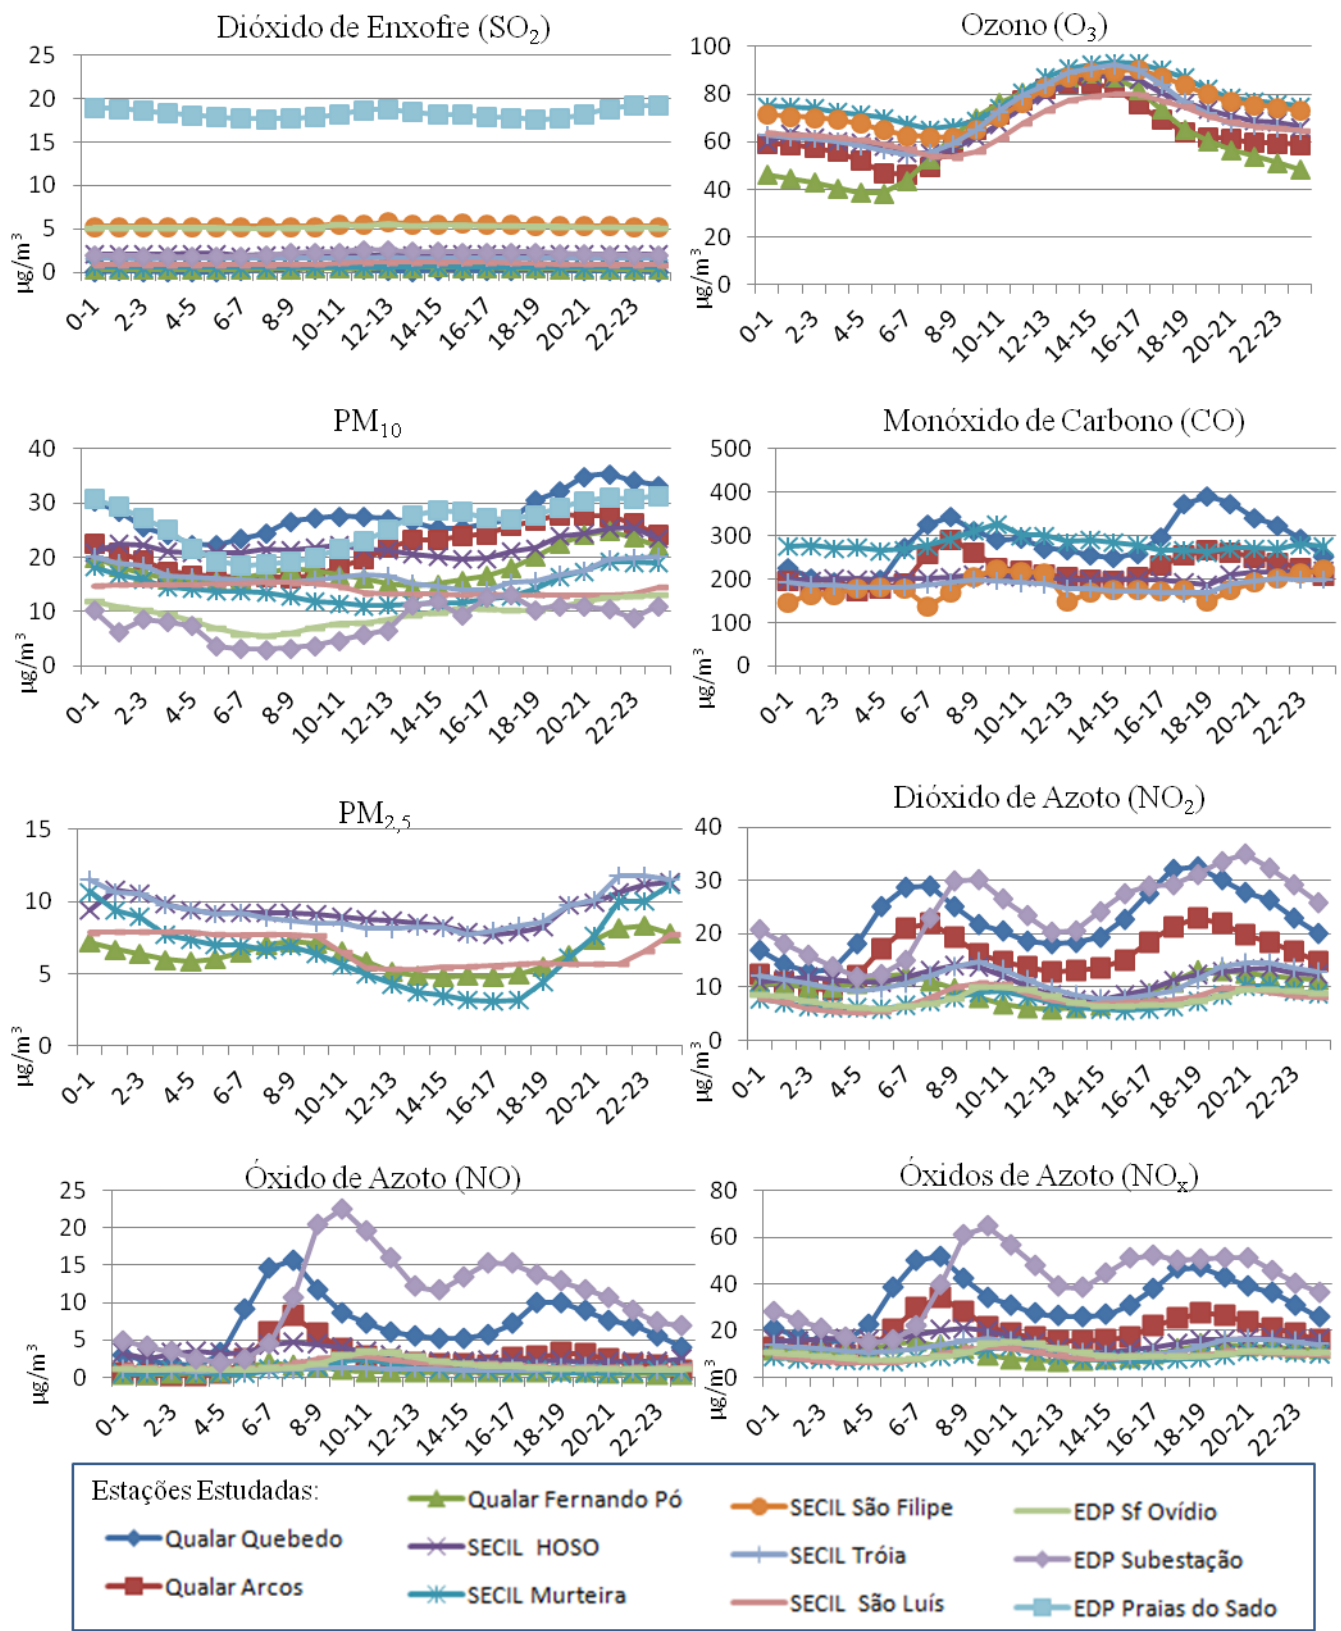 Dióxido de Enxofre (SO₂)
25
20
15
10
5
0
µg/m³
0-1 2-3 4-5 6-7 8-9 10-11 12-13 14-15 16-17 18-19 20-21 22-23
Ozono (O₃)
100
80
60
40
20
0
µg/m³
0-1 2-3 4-5 6-7 8-9 10-11 12-13 14-15 16-17 18-19 20-21 22-23
PM₁₀
40
30
20
10
0
µg/m³
0-1 2-3 4-5 6-7 8-9 10-11 12-13 14-15 16-17 18-19 20-21 22-23
Monóxido de Carbono (CO)
500
400
300
200
100
0
µg/m³
0-1 2-3 4-5 6-7 8-9 10-11 12-13 14-15 16-17 18-19 20-21 22-23
PM₂,₅
15
10
5
0
µg/m³
0-1 2-3 4-5 6-7 8-9 10-11 12-13 14-15 16-17 18-19 20-21 22-23
Dióxido de Azoto (NO₂)
40
30
20
10
0
µg/m³
0-1 2-3 4-5 6-7 8-9 10-11 12-13 14-15 16-17 18-19 20-21 22-23
Óxido de Azoto (NO)
25
20
15
10
5
0
µg/m³
0-1 2-3 4-5 6-7 8-9 10-11 12-13 14-15 16-17 18-19 20-21 22-23
Óxidos de Azoto (NOₓ)
80
60
40
20
0
µg/m³
0-1 2-3 4-5 6-7 8-9 10-11 12-13 14-15 16-17 18-19 20-21 22-23
Estações Estudadas:
Qualar Quebedo
Qualar Arcos
Qualar Fernando Pó
SECIL HOSO
SECIL Murteira
SECIL São Filipe
SECIL Tróia
SECIL São Luís
EDP Sf Ovídio
EDP Subestação
EDP Praias do Sado